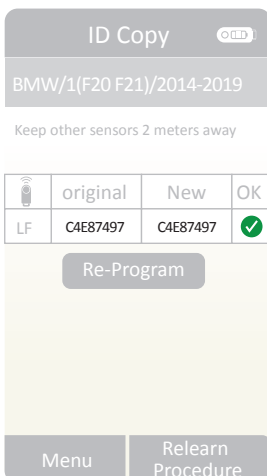 ID Copy
BMW/1(F20 F21)/2014-2019
Keep other sensors 2 meters away
original New OK
LF C4E87497 C4E87497
Re-Program
Menu
Relearn
Procedure